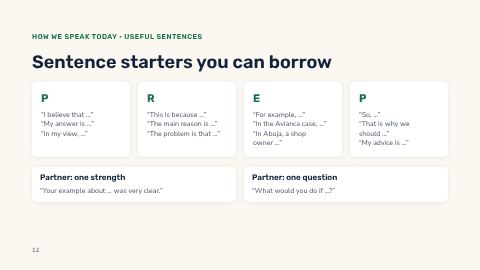 HOW WE SPEAK TODAY · USEFUL SENTENCES
Sentence starters you can borrow
P
"I believe that …"
"My answer is …"
"In my view, …"
R
"This is because …"
"The main reason is …"
"The problem is that …"
E
"For example, …"
"In the Avianca case, …"
"In Abuja, a shop
owner …"
P
"So, …"
"That is why we
should …"
"My advice is …"
Partner: one strength
"Your example about … was very clear."
Partner: one question
"What would you do if …?"
12